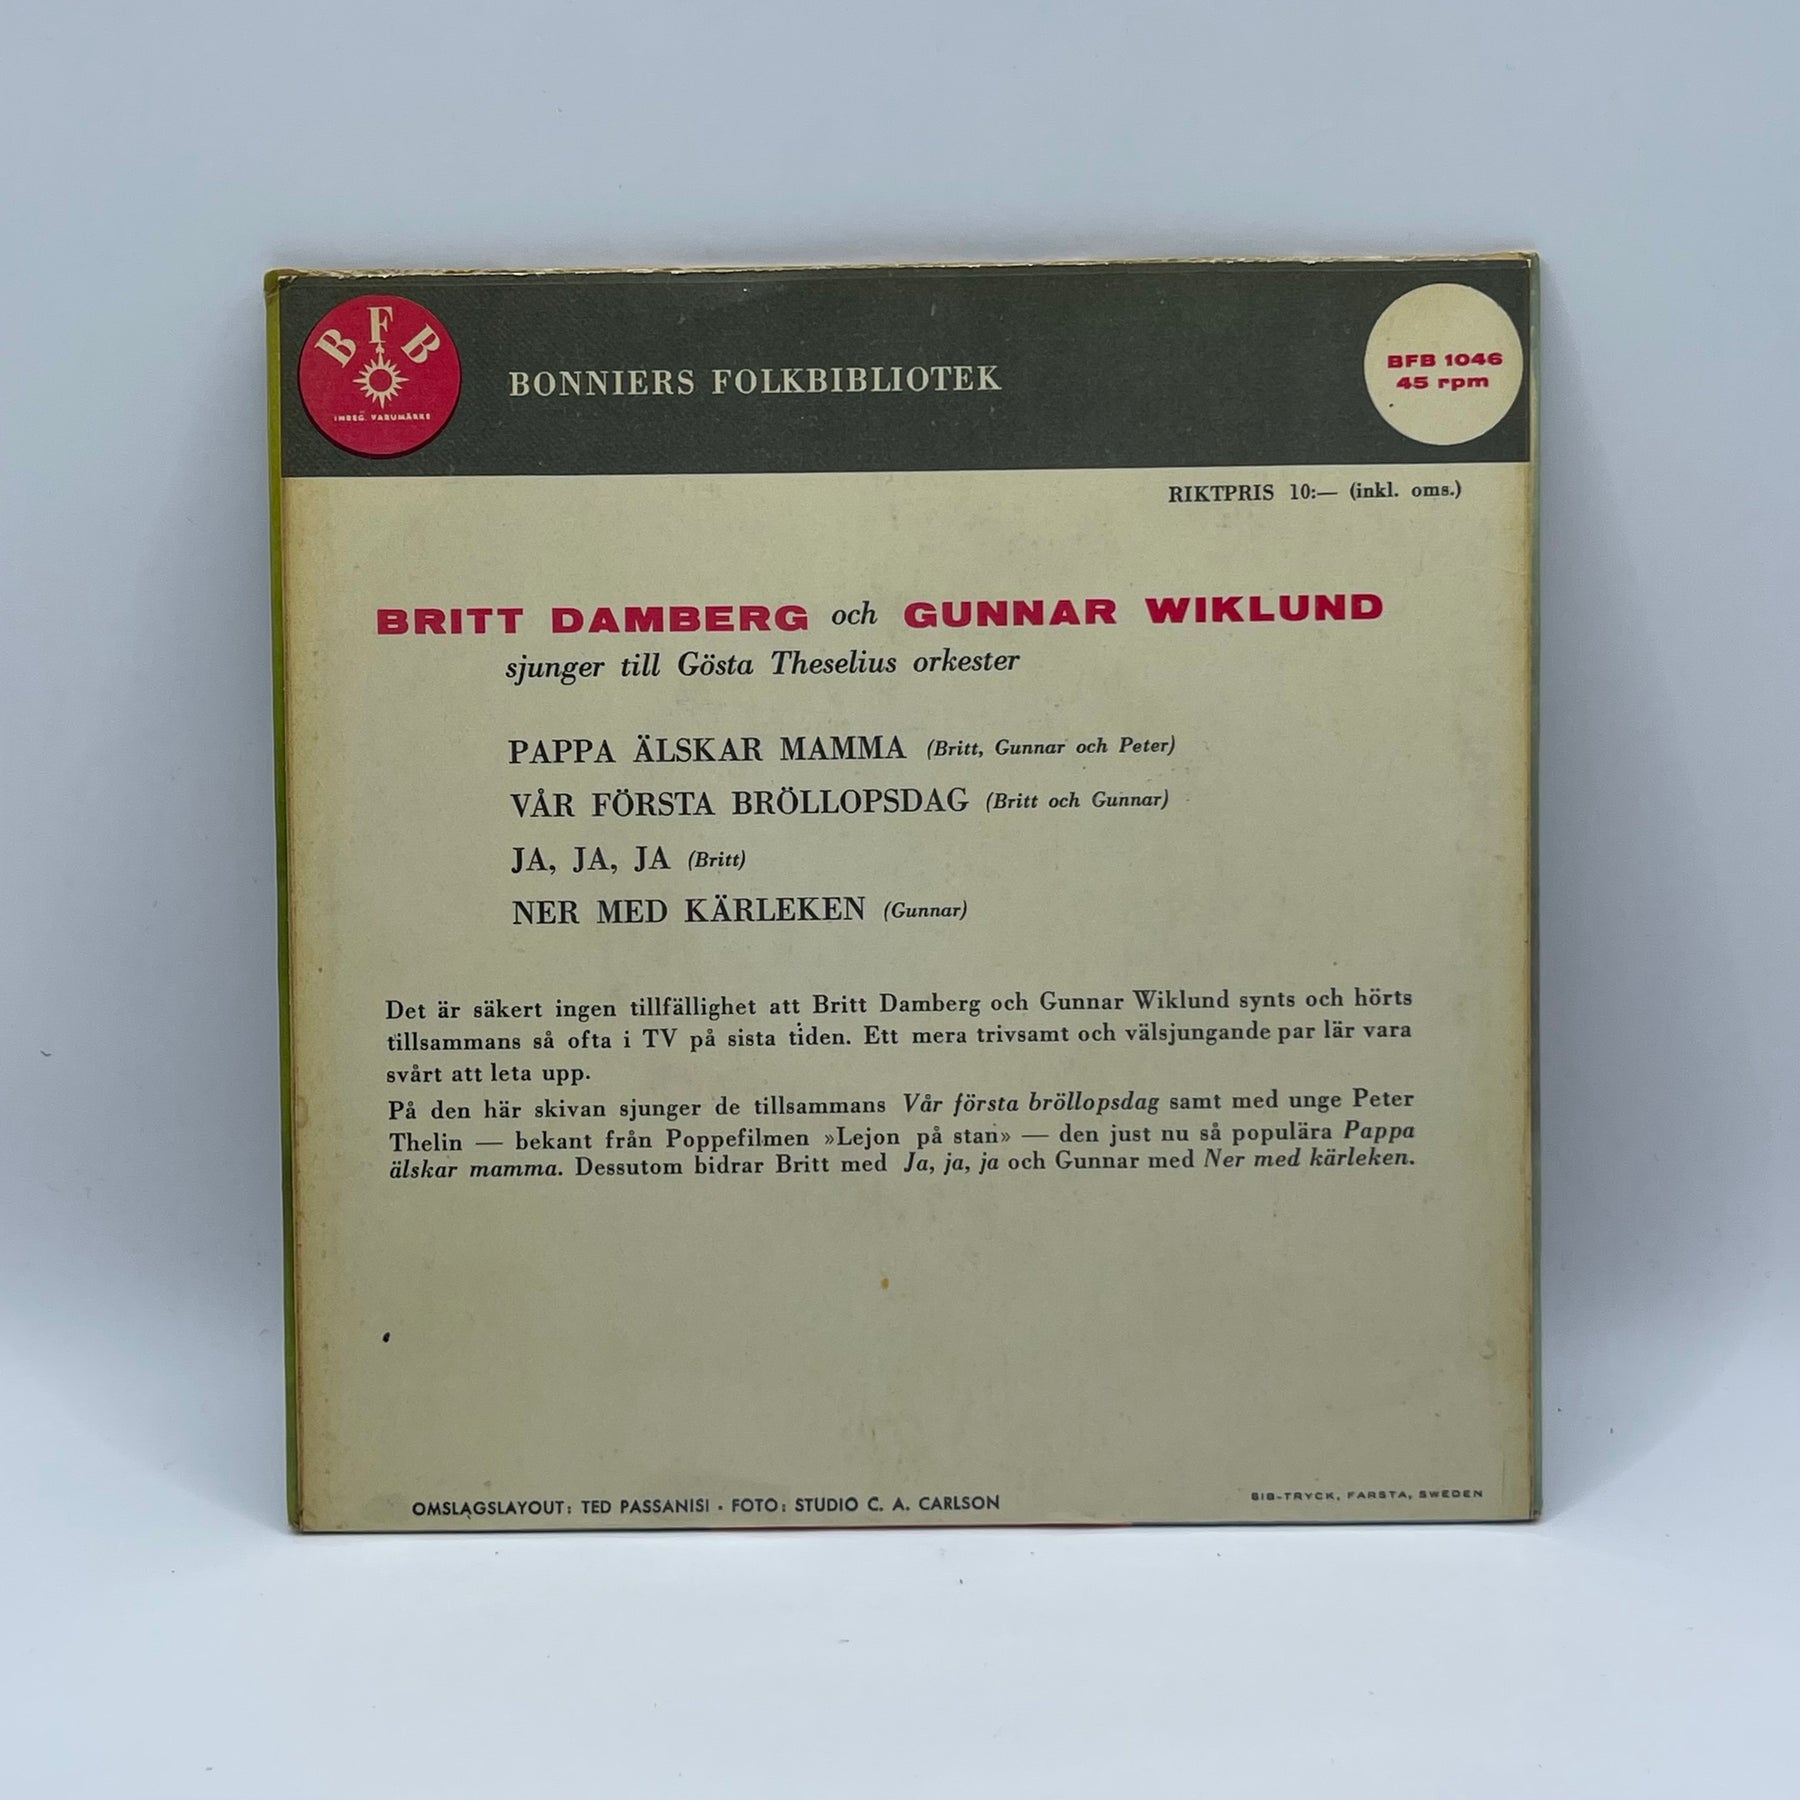 BFB
INREG. VARUMÄRKE
BONNIERS FOLKBIBLIOTEK
BFB 1046
45 rpm
RIKTPRIS 10:— (inkl. oms.)
BRITT DAMBERG och GUNNAR WIKLUND
sjunger till Gösta Theselius orkester
PAPPA ÄLSKAR MAMMA (Britt, Gunnar och Peter)
VÅR FÖRSTA BRÖLLOPSDAG (Britt och Gunnar)
JA, JA, JA (Britt)
NER MED KÄRLEKEN (Gunnar)
Det är säkert ingen tillfällighet att Britt Damberg och Gunnar Wiklund synts och hörts
tillsammans så ofta i TV på sista tiden. Ett mera trivsamt och välsjungande par lär vara
svårt att leta upp.
På den här skivan sjunger de tillsammans Vår första bröllopsdag samt med unge Peter
Thelin — bekant från Poppefilmen »Lejon på stan» — den just nu så populära Pappa
älskar mamma. Dessutom bidrar Britt med Ja, ja, ja och Gunnar med Ner med kärleken.
OMSLAGSLAYOUT: TED PASSANISI • FOTO: STUDIO C. A. CARLSON
SIB-TRYCK, FARSTA, SWEDEN